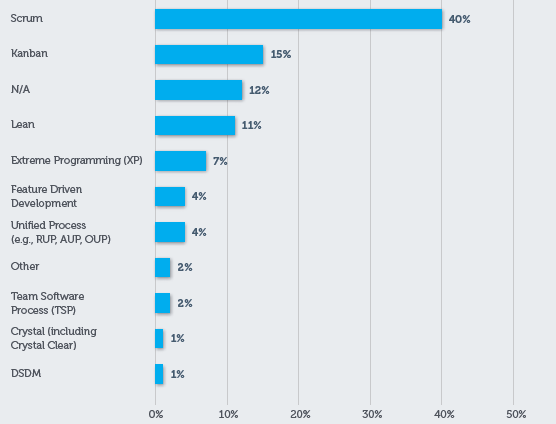 Scrum 40%
Kanban 15%
N/A 12%
Lean 11%
Extreme Programming (XP) 7%
Feature Driven
Development 4%
Unified Process
(e.g., RUP, AUP, OUP) 4%
Other 2%
Team Software
Process (TSP) 2%
Crystal (including
Crystal Clear) 1%
DSDM 1%
0% 10% 20% 30% 40% 50%